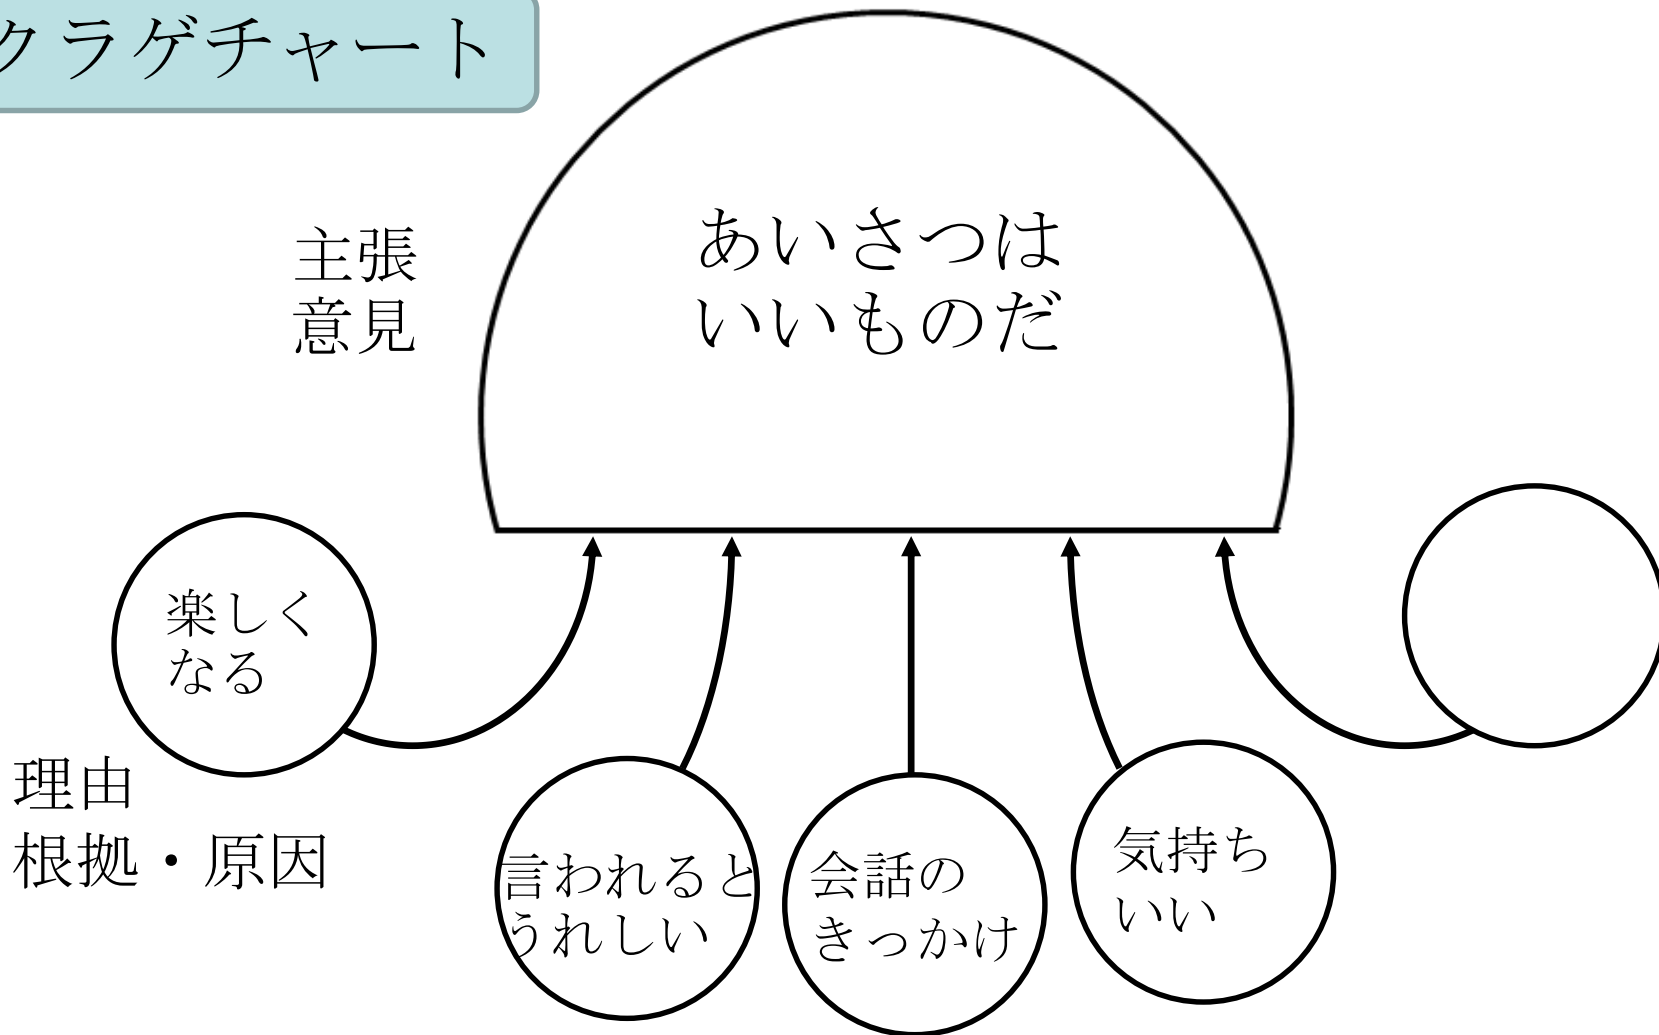 クラゲチャート
主張
意見
あいさつは
いいものだ
楽しく
なる
理由
根拠・原因
言われると
うれしい
会話の
きっかけ
気持ち
いい